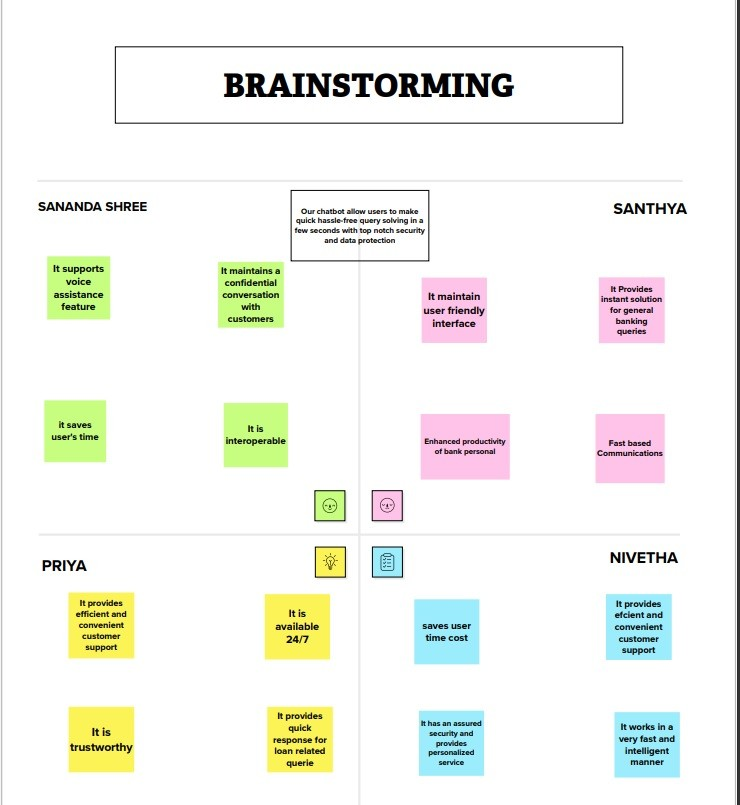 BRAINSTORMING
SANANDA SHREE
SANTHYA
Our chatbot allow users to make
quick hassle-free query solving in a
few seconds with top notch security
and data protection
It supports
voice
assistance
feature
It maintains a
confidential
conversation
with
customers
It maintain
user friendly
interface
It Provides
instant solution
for general
banking
queries
it saves
user's time
It is
interoperable
Enhanced productivity
of bank personal
Fast based
Communications
PRIYA
NIVETHA
It provides
efficient and
convenient
customer
support
It is
available
24/7
saves user
time cost
It provides
efcient and
convenient
customer
support
It is
trustworthy
It provides
quick
response for
loan related
querie
It has an assured
security and
provides
personalized
service
It works in a
very fast and
intelligent
manner